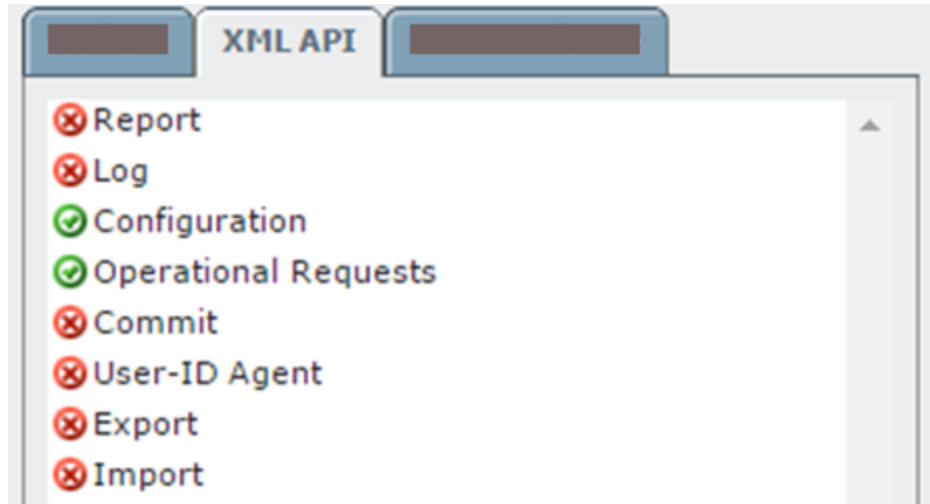 XML API
Report
Log
Configuration
Operational Requests
Commit
User-ID Agent
Export
Import